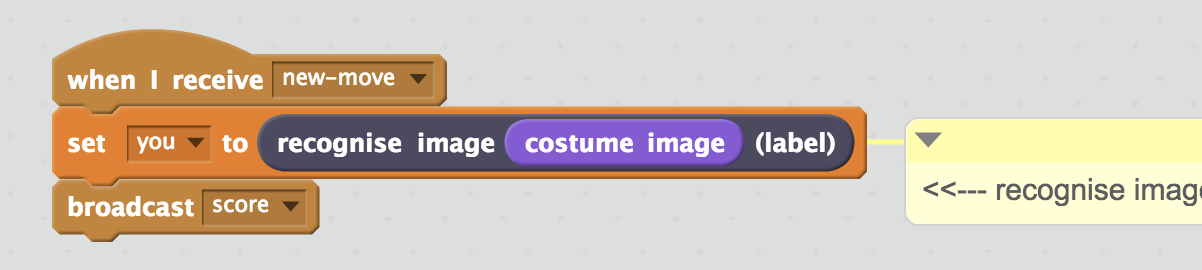 when I receive new-move
set you to recognise image costume image (label)
broadcast score
<<--- recognise image